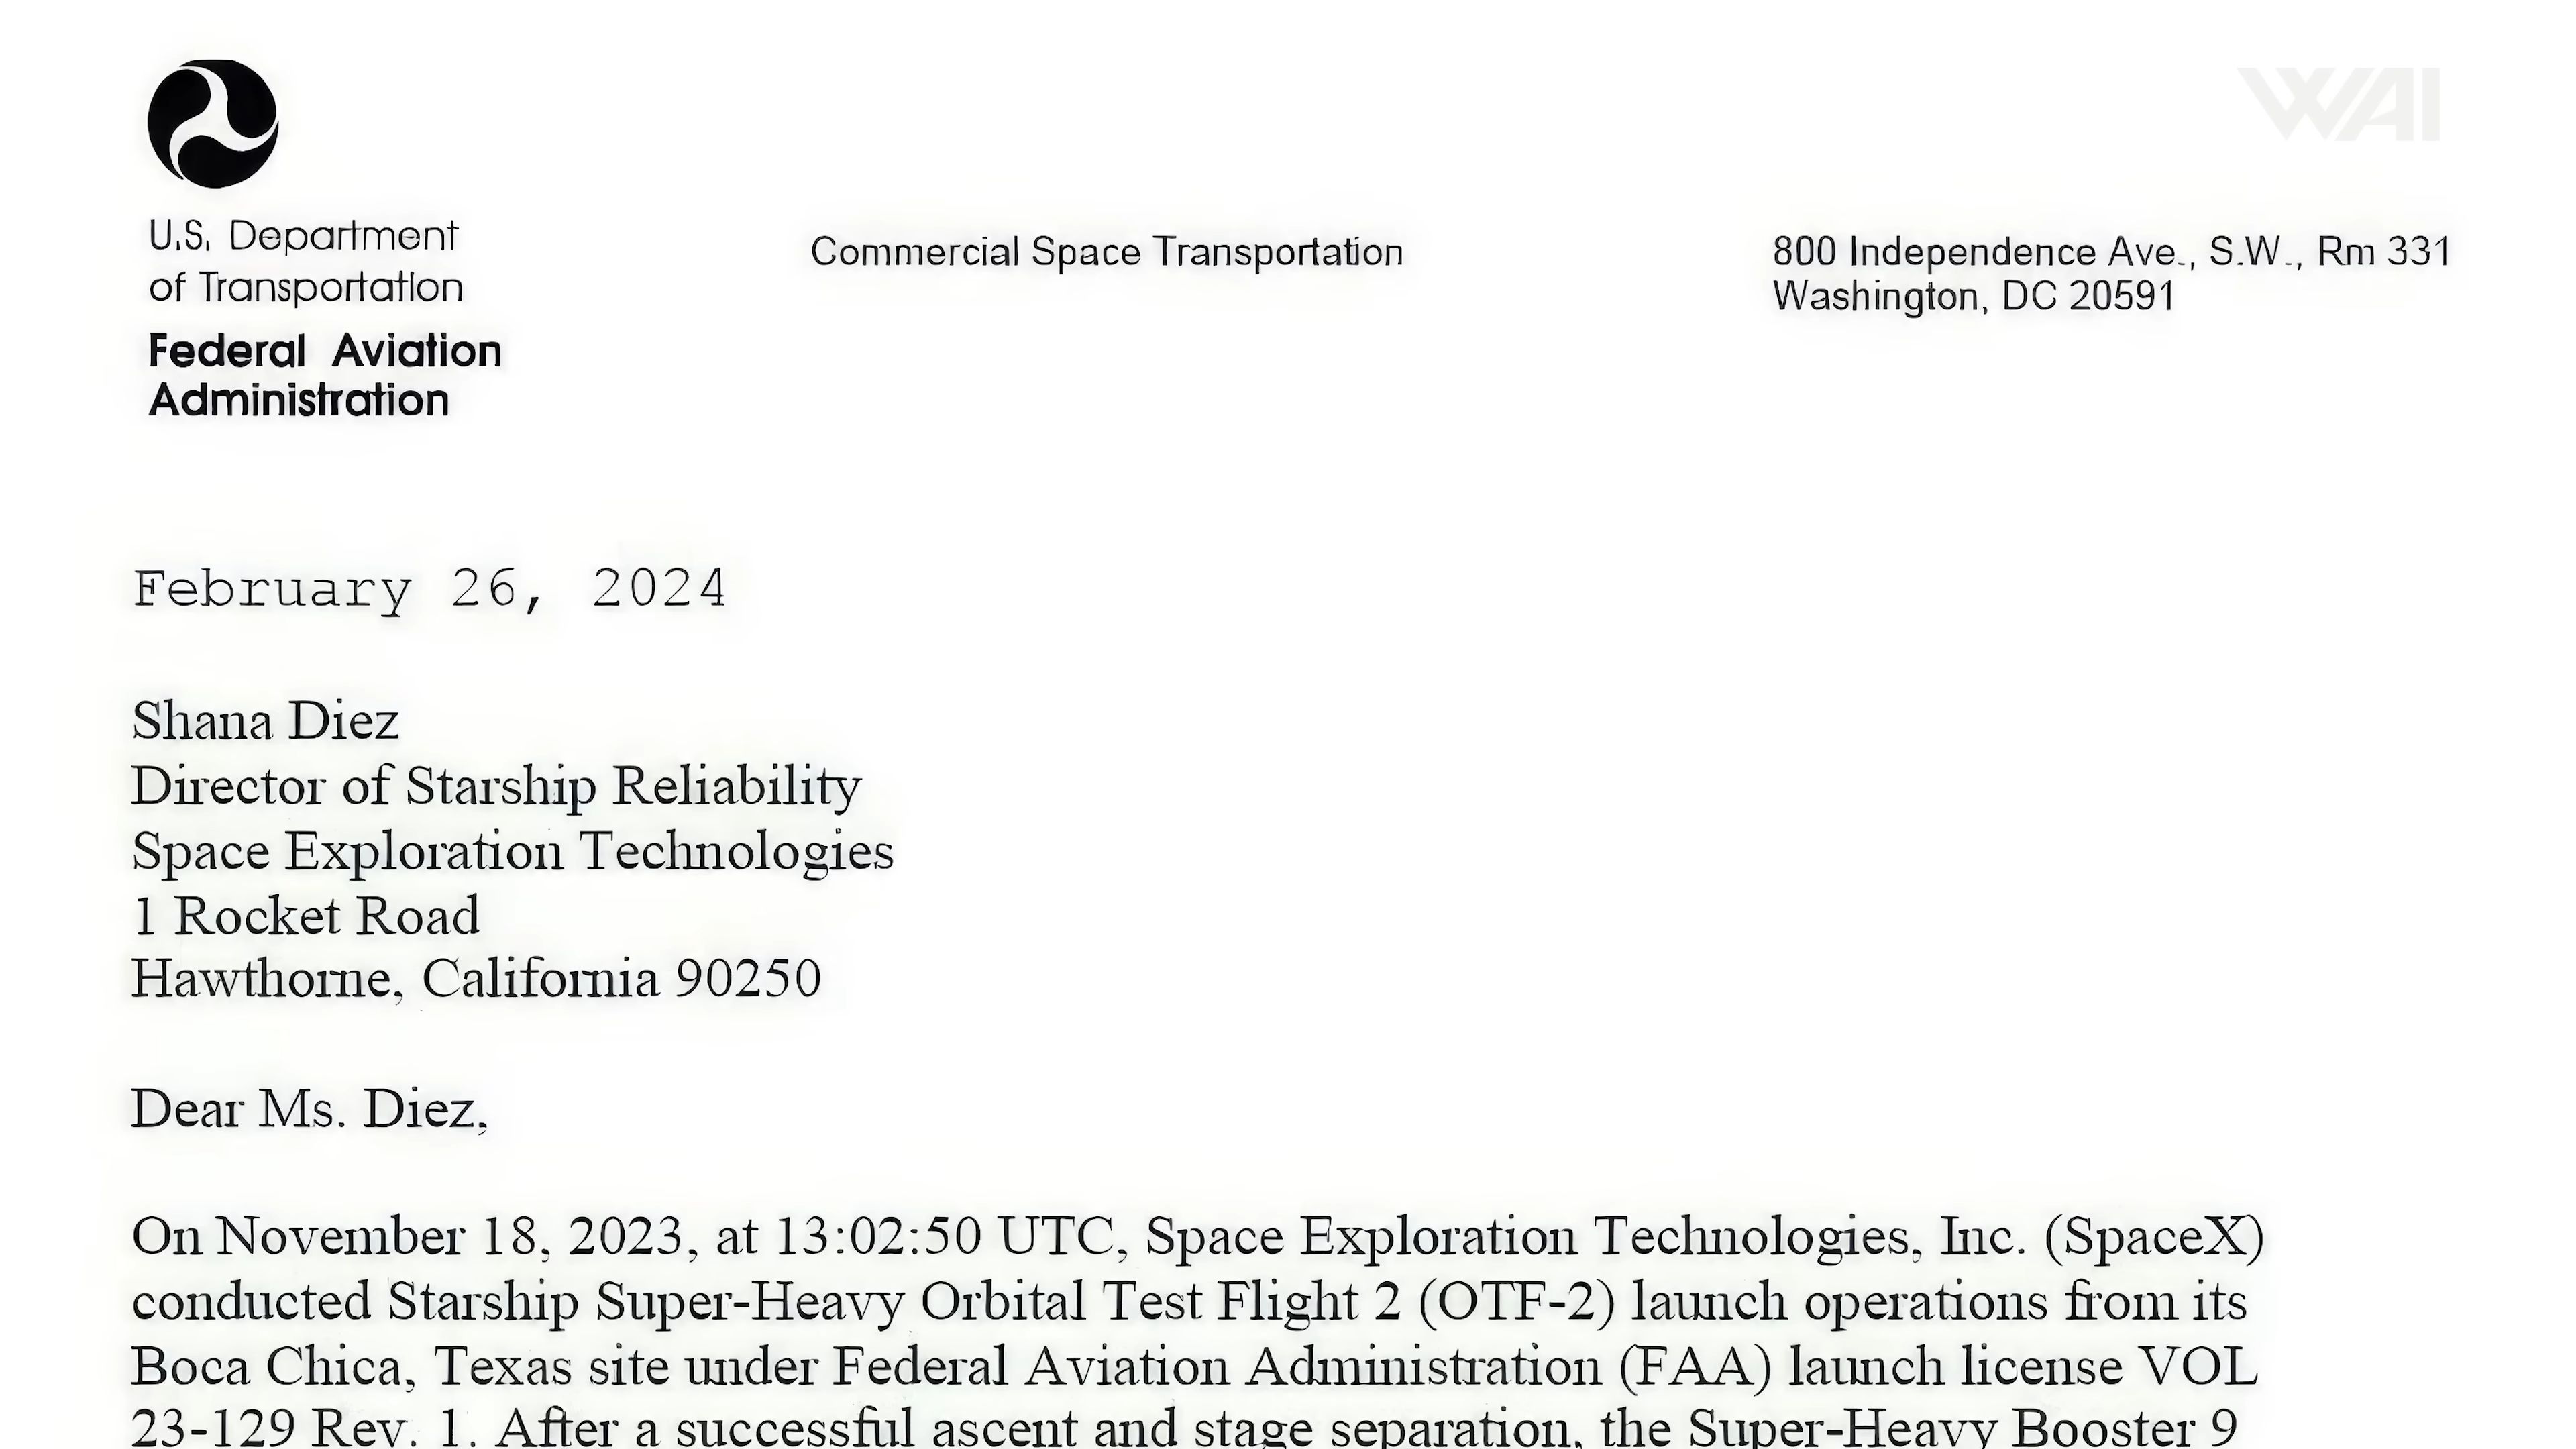 WAI
U.S. Department
of Transportation
Federal Aviation
Administration
Commercial Space Transportation
800 Independence Ave., S.W., Rm 331
Washington, DC 20591
February 26, 2024
Shana Diez
Director of Starship Reliability
Space Exploration Technologies
1 Rocket Road
Hawthorne, California 90250
Dear Ms. Diez,
On November 18, 2023, at 13:02:50 UTC, Space Exploration Technologies, Inc. (SpaceX)
conducted Starship Super-Heavy Orbital Test Flight 2 (OTF-2) launch operations from its
Boca Chica, Texas site under Federal Aviation Administration (FAA) launch license VOL
23-129 Rev. 1. After a successful ascent and stage separation, the Super-Heavy Booster 9